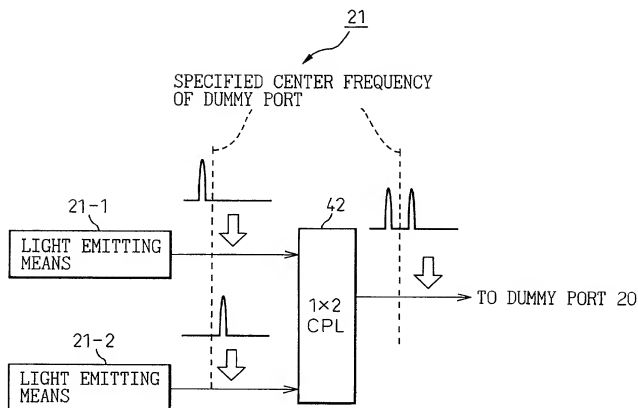 21
SPECIFIED CENTER FREQUENCY
OF DUMMY PORT
21-1
LIGHT EMITTING
MEANS
42
1×2
CPL
TO DUMMY PORT 20
21-2
LIGHT EMITTING
MEANS